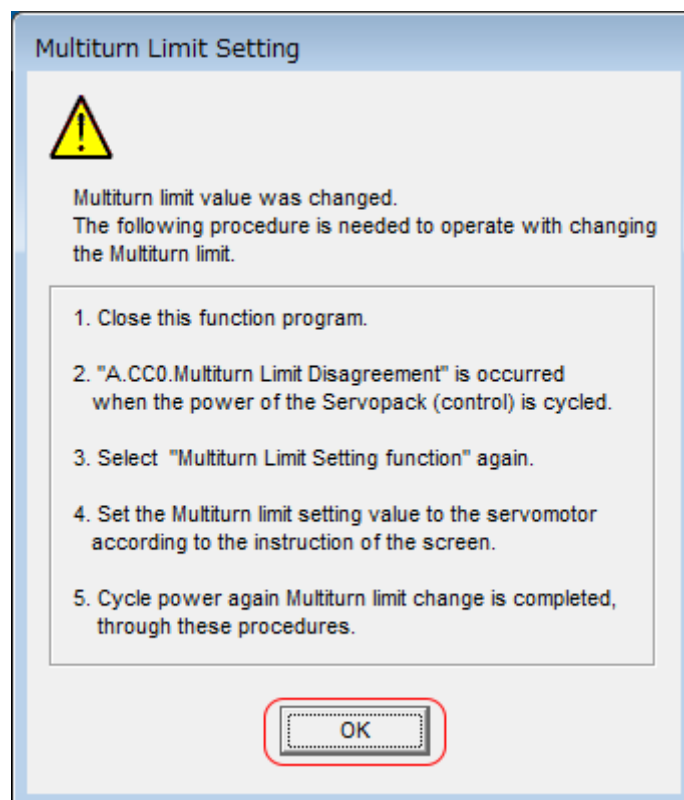 Multiturn Limit Setting
Multiturn limit value was changed.
The following procedure is needed to operate with changing
the Multiturn limit.
1. Close this function program.
2. "A.CC0.Multiturn Limit Disagreement" is occurred
when the power of the Servopack (control) is cycled.
3. Select "Multiturn Limit Setting function" again.
4. Set the Multiturn limit setting value to the servomotor
according to the instruction of the screen.
5. Cycle power again Multiturn limit change is completed,
through these procedures.
OK